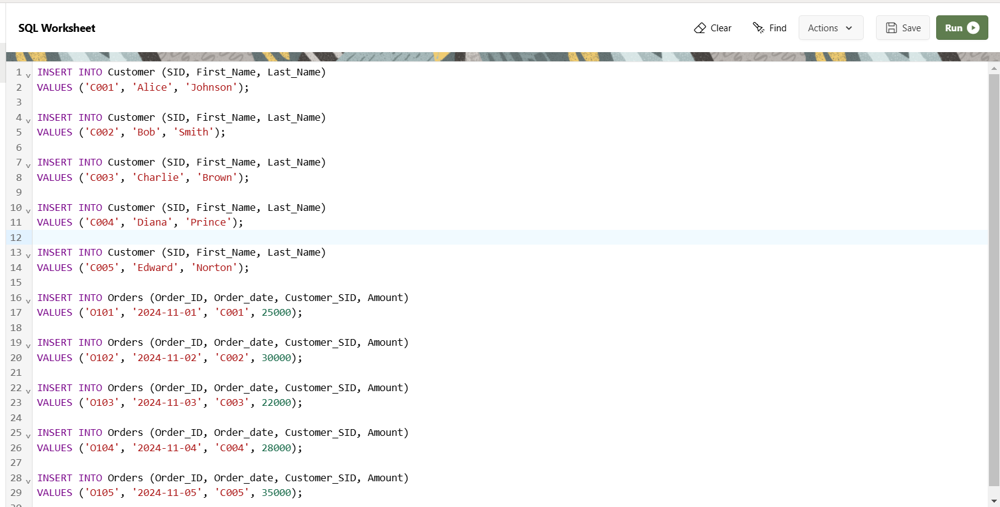 SQL Worksheet
Clear
Find
Actions
Save
Run
1 INSERT INTO Customer (SID, First_Name, Last_Name)
2 VALUES ('C001', 'Alice', 'Johnson');
3
4 INSERT INTO Customer (SID, First_Name, Last_Name)
5 VALUES ('C002', 'Bob', 'Smith');
6
7 INSERT INTO Customer (SID, First_Name, Last_Name)
8 VALUES ('C003', 'Charlie', 'Brown');
9
10 INSERT INTO Customer (SID, First_Name, Last_Name)
11 VALUES ('C004', 'Diana', 'Prince');
12
13 INSERT INTO Customer (SID, First_Name, Last_Name)
14 VALUES ('C005', 'Edward', 'Norton');
15
16 INSERT INTO Orders (Order_ID, Order_date, Customer_SID, Amount)
17 VALUES ('O101', '2024-11-01', 'C001', 25000);
18
19 INSERT INTO Orders (Order_ID, Order_date, Customer_SID, Amount)
20 VALUES ('O102', '2024-11-02', 'C002', 30000);
21
22 INSERT INTO Orders (Order_ID, Order_date, Customer_SID, Amount)
23 VALUES ('O103', '2024-11-03', 'C003', 22000);
24
25 INSERT INTO Orders (Order_ID, Order_date, Customer_SID, Amount)
26 VALUES ('O104', '2024-11-04', 'C004', 28000);
27
28 INSERT INTO Orders (Order_ID, Order_date, Customer_SID, Amount)
29 VALUES ('O105', '2024-11-05', 'C005', 35000);